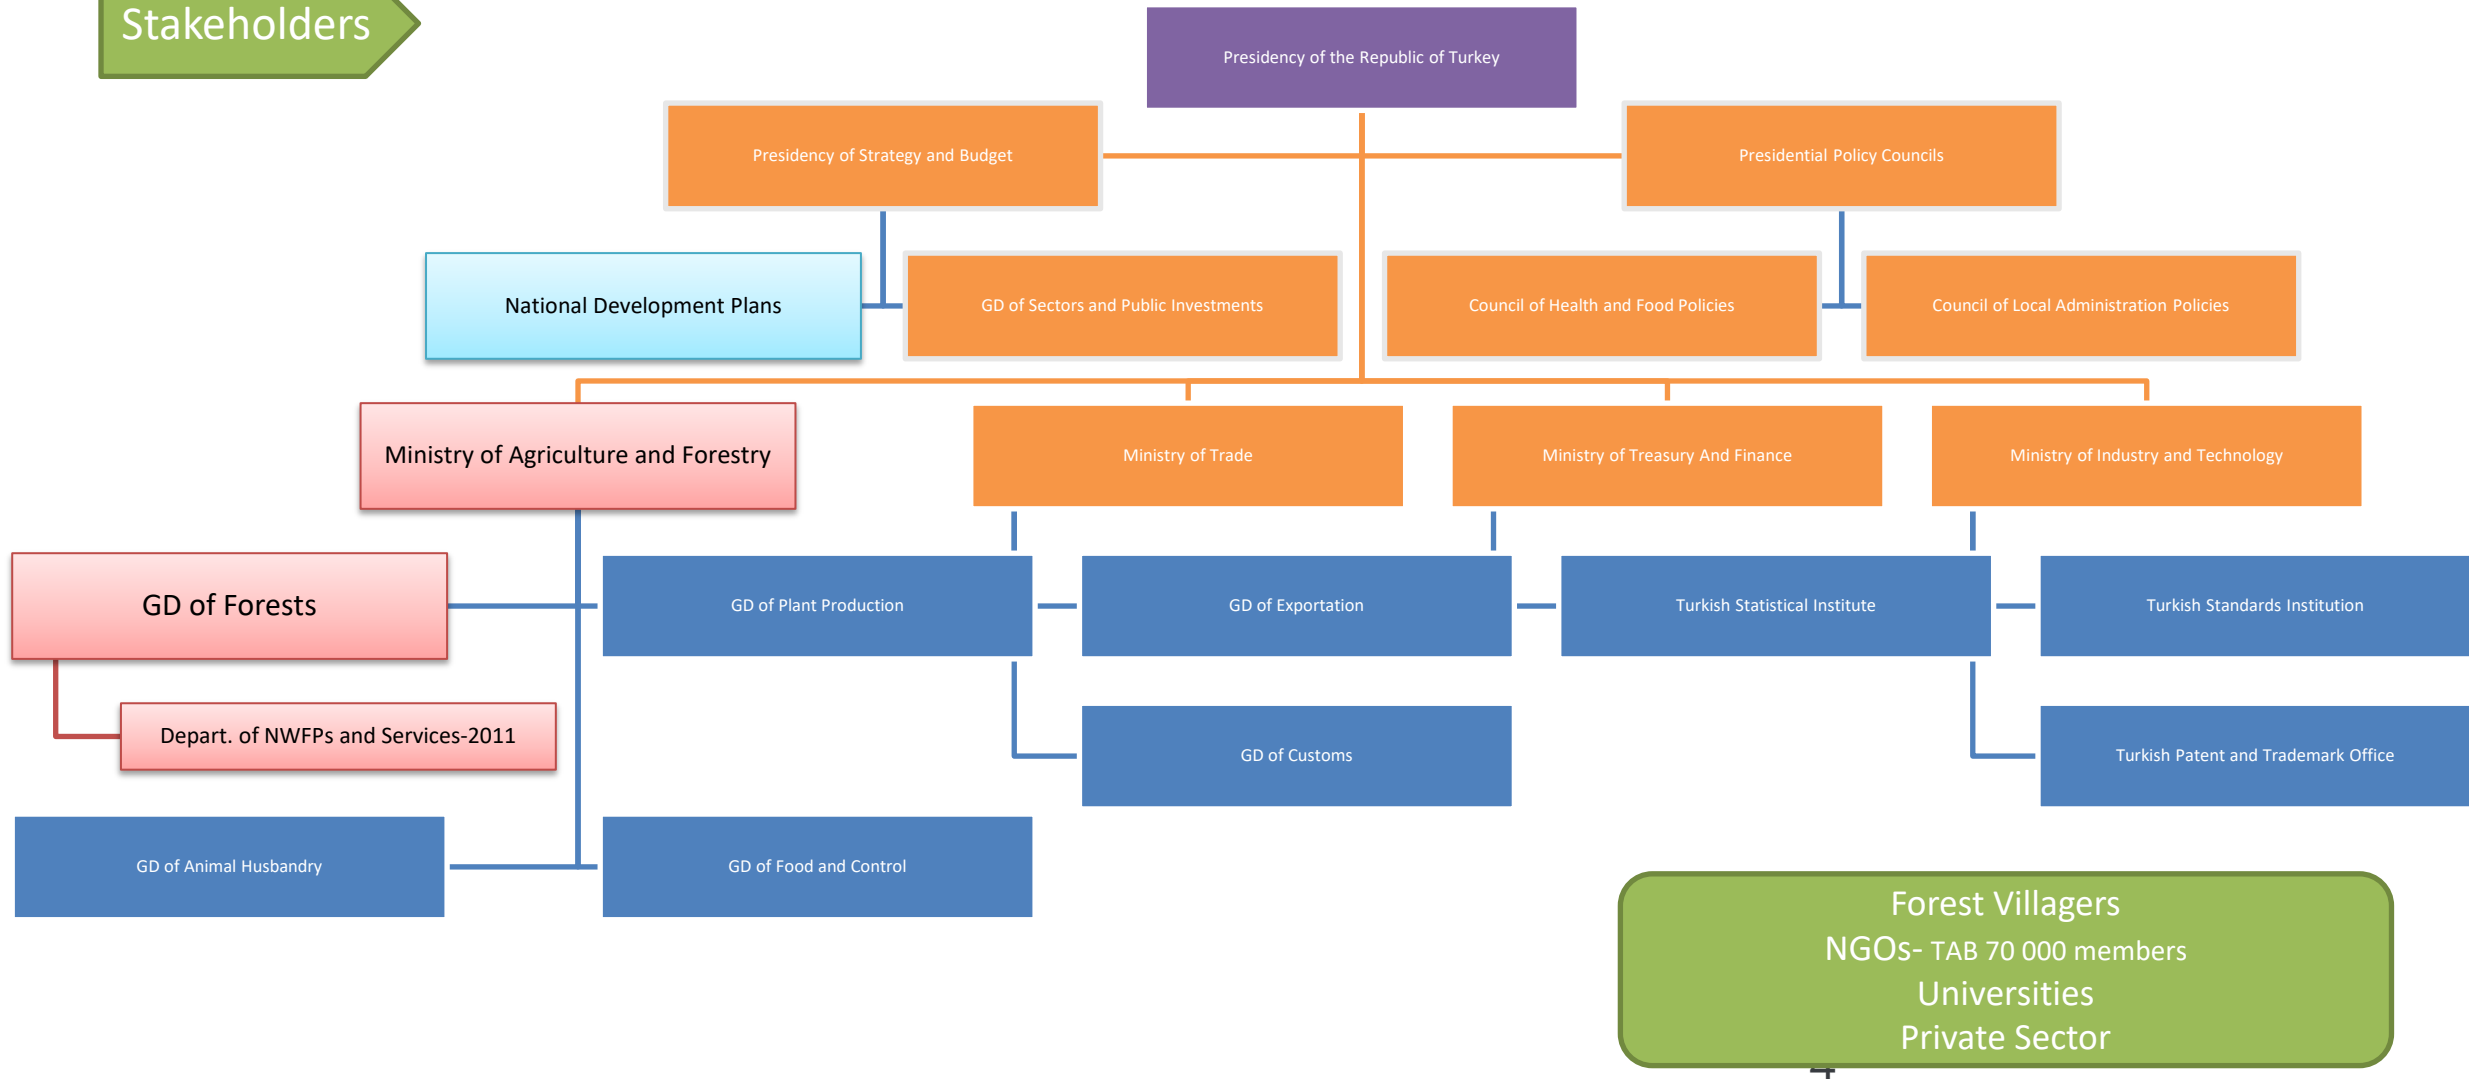 Stakeholders
Presidency of the Republic of Turkey
Presidency of Strategy and Budget
Presidential Policy Councils
National Development Plans
GD of Sectors and Public Investments
Council of Health and Food Policies
Council of Local Administration Policies
Ministry of Agriculture and Forestry
Ministry of Trade
Ministry of Treasury And Finance
Ministry of Industry and Technology
GD of Forests
GD of Plant Production
GD of Exportation
Turkish Statistical Institute
Turkish Standards Institution
Depart. of NWFPs and Services-2011
GD of Customs
Turkish Patent and Trademark Office
GD of Animal Husbandry
GD of Food and Control
Forest Villagers
NGOs- TAB 70 000 members
Universities
Private Sector